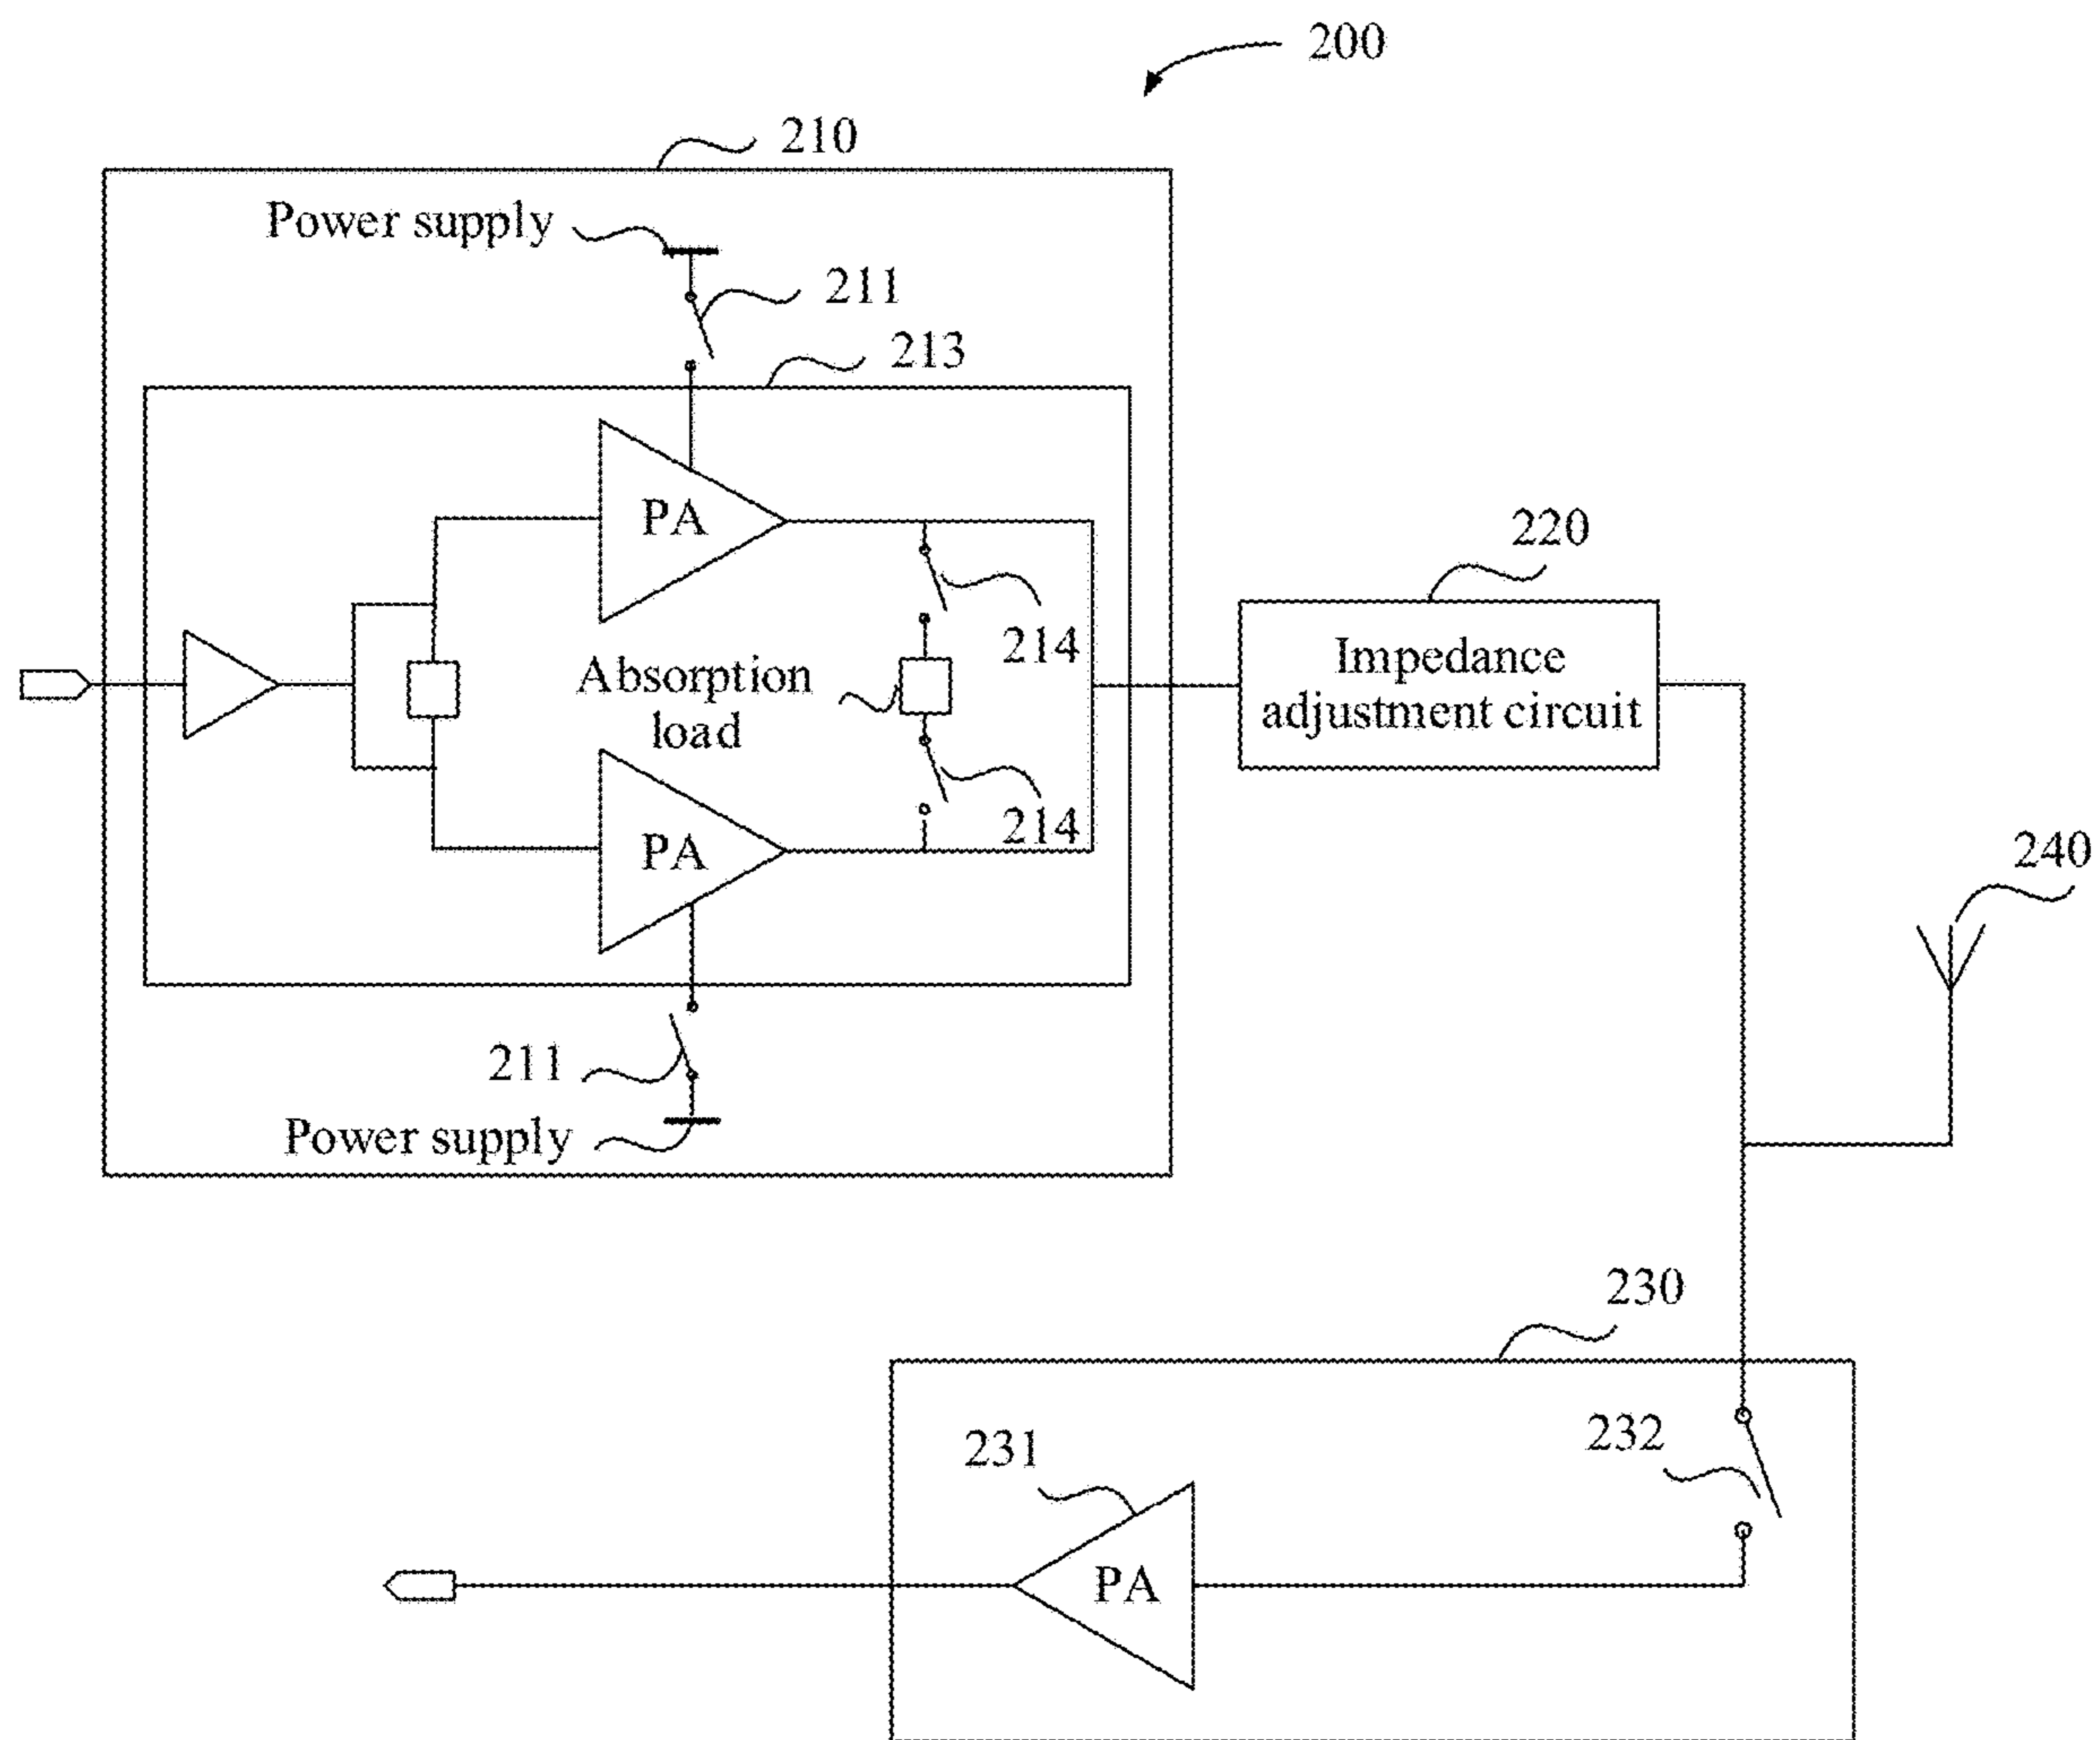 200
210
Power supply
211
213
PA
220
214
Absorption
load
Impedance
adjustment circuit
214
PA
240
211
Power supply
230
232
231
PA